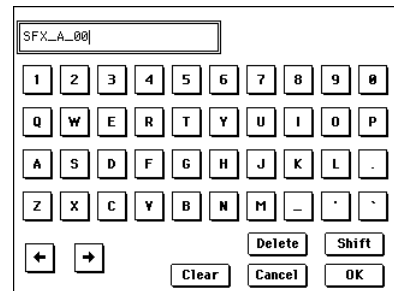 SFX_A_00
1 2 3 4 5 6 7 8 9 0
Q W E R T Y U I O P
A S D F G H J K L .
Z X C V B N M _ ' `
← → Delete Shift
Clear Cancel OK